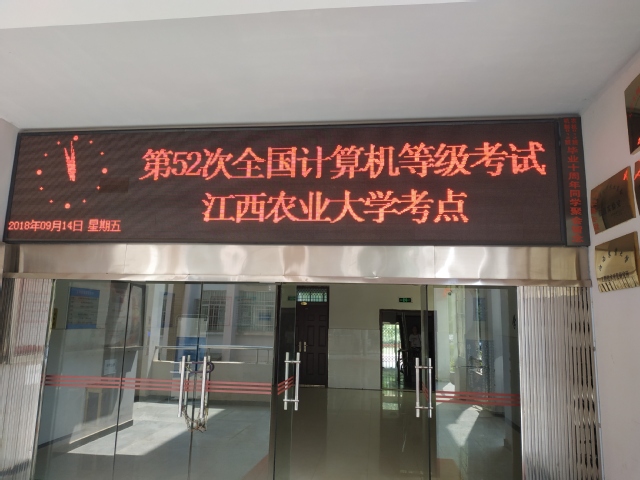 第52次全国计算机等级考试
江西农业大学考点
2018年09月14日 星期五